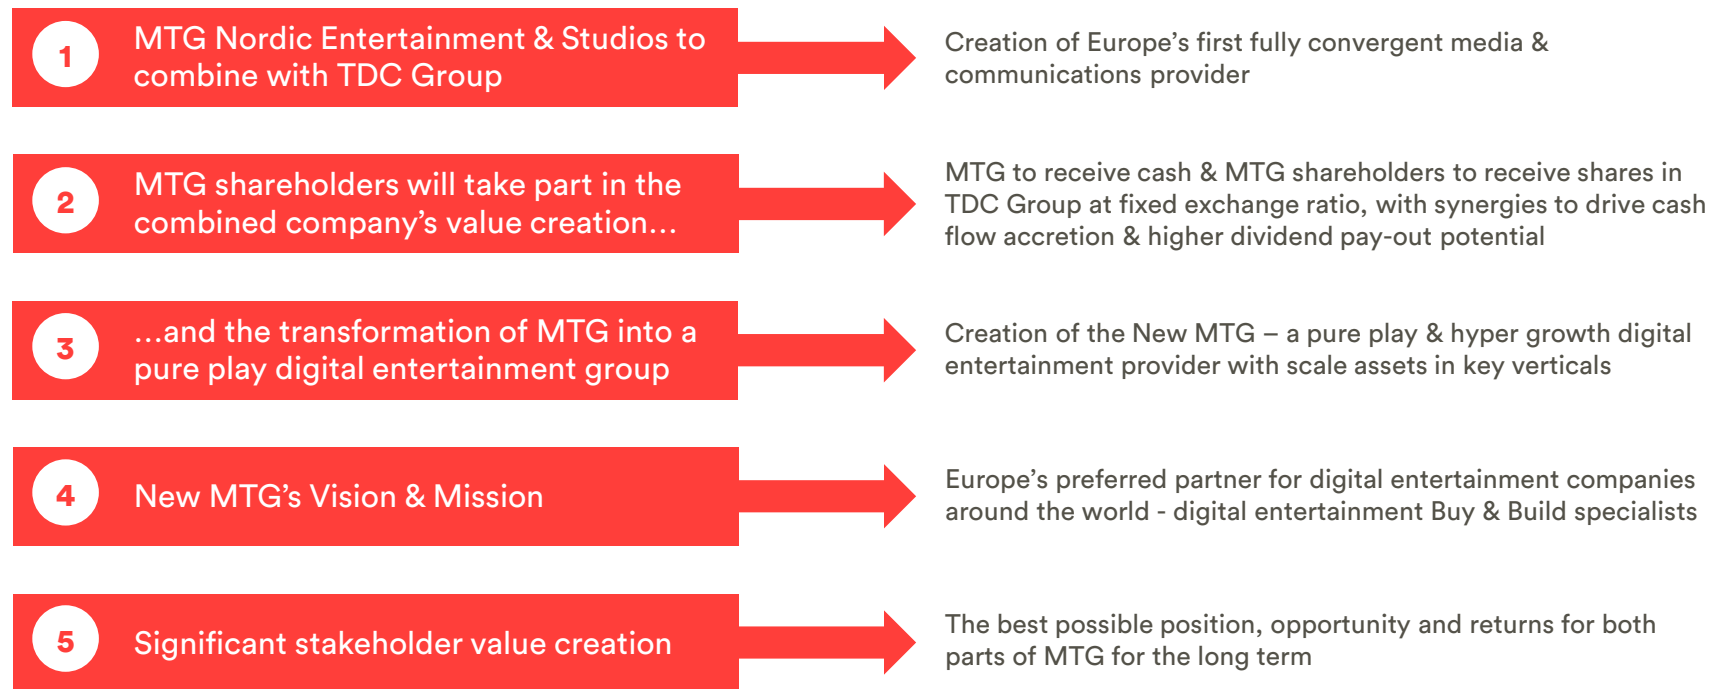 1
MTG Nordic Entertainment & Studios to
combine with TDC Group
Creation of Europe’s first fully convergent media &
communications provider
2
MTG shareholders will take part in the
combined company’s value creation…
MTG to receive cash & MTG shareholders to receive shares in
TDC Group at fixed exchange ratio, with synergies to drive cash
flow accretion & higher dividend pay-out potential
3
…and the transformation of MTG into a
pure play digital entertainment group
Creation of the New MTG – a pure play & hyper growth digital
entertainment provider with scale assets in key verticals
4
New MTG’s Vision & Mission
Europe’s preferred partner for digital entertainment companies
around the world - digital entertainment Buy & Build specialists
5
Significant stakeholder value creation
The best possible position, opportunity and returns for both
parts of MTG for the long term